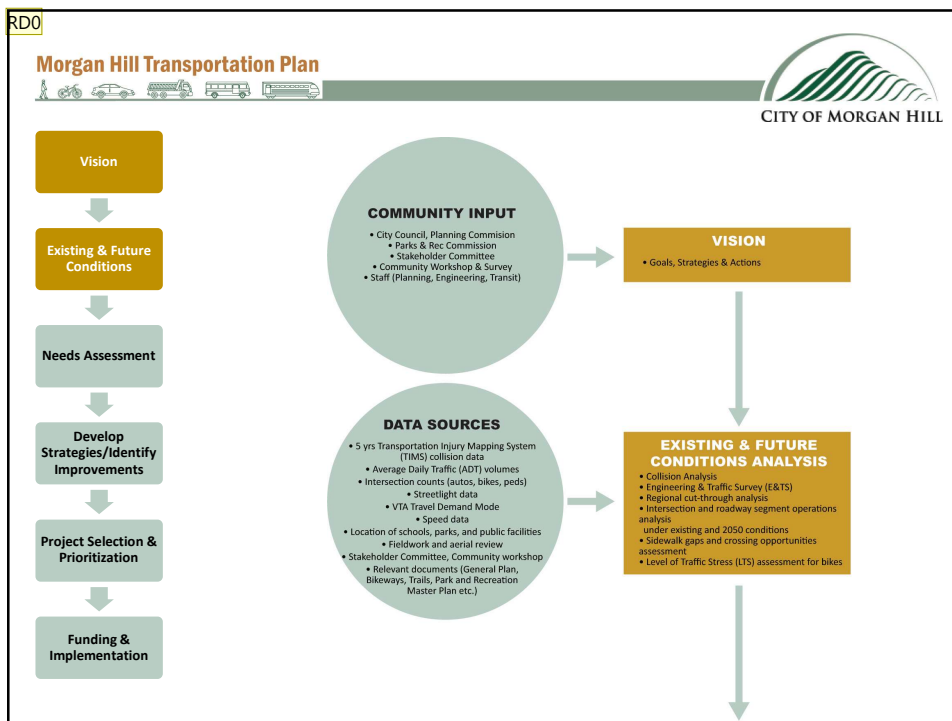 RD0
Morgan Hill Transportation Plan
CITY OF MORGAN HILL
Vision
Existing & Future
Conditions
Needs Assessment
Develop
Strategies/Identify
Improvements
Project Selection &
Prioritization
Funding &
Implementation
COMMUNITY INPUT
• City Council, Planning Commision
• Parks & Rec Commission
• Stakeholder Committee
• Community Workshop & Survey
• Staff (Planning, Engineering, Transit)
VISION
• Goals, Strategies & Actions
DATA SOURCES
• 5 yrs Transportation Injury Mapping System
(TIMS) collision data
• Average Daily Traffic (ADT) volumes
• Intersection counts (autos, bikes, peds)
• Streetlight data
• VTA Travel Demand Mode
• Speed data
• Location of schools, parks, and public facilities
• Fieldwork and aerial review
• Stakeholder Committee, Community workshop
• Relevant documents (General Plan,
Bikeways, Trails, Park and Recreation
Master Plan etc.)
EXISTING & FUTURE
CONDITIONS ANALYSIS
• Collision Analysis
• Engineering & Traffic Survey (E&TS)
• Regional cut-through analysis
• Intersection and roadway segment operations
analysis
under existing and 2050 conditions
• Sidewalk gaps and crossing opportunities
assessment
• Level of Traffic Stress (LTS) assessment for bikes